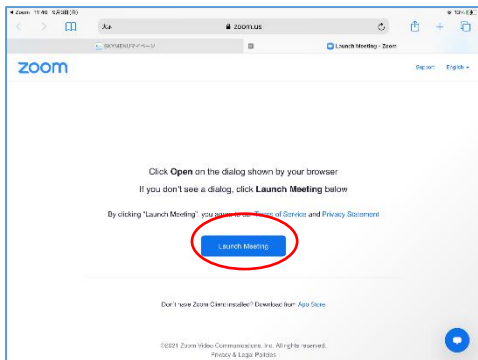 Zoom 11:46
zoom.us
Launch Meeting - Zoom
zoom
Support English
Click Open on the dialog shown by your browser
If you don't see a dialog, click Launch Meeting below
By clicking "Launch Meeting", you agree to our Terms of Service and Privacy Statement
Launch Meeting
Don't have Zoom Client installed? Download from App Store
©2021 Zoom Video Communications, Inc. All rights reserved.
Privacy & Legal Policies